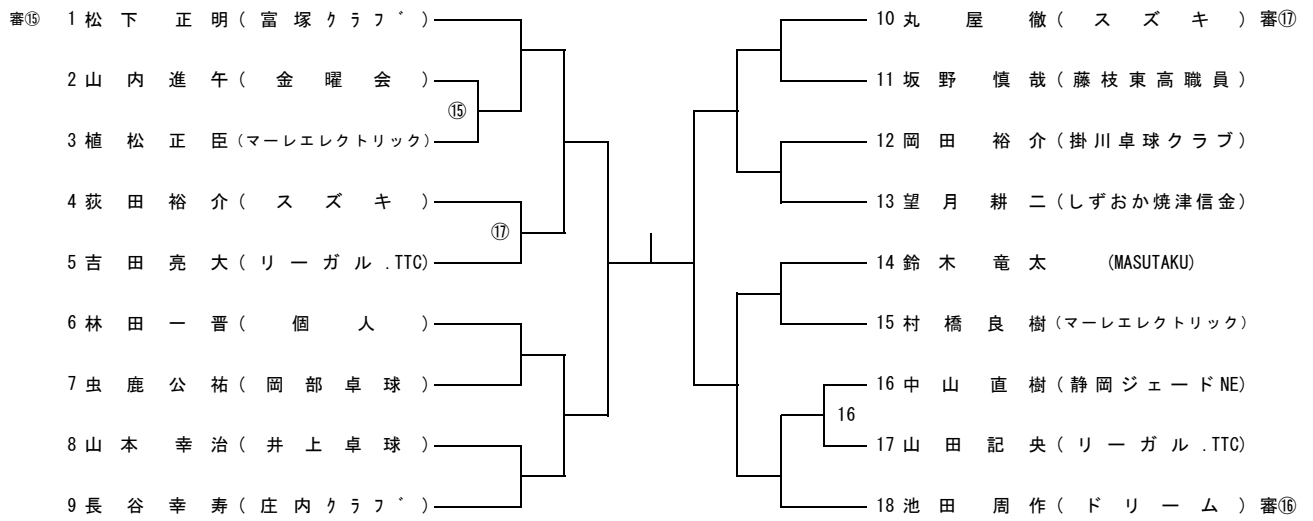 審⑮ 1 松下 正明 (富塚クラブ)
2 山内進午 (金曜会)
⑮
3 植松正臣 (マーレエレクトリック)
4 荻田裕介 (スズキ)
⑰
5 吉田亮大 (リーガル.TTC)
6 林田一晋 (個人)
7 虫鹿公祐 (岡部卓球)
8 山本 幸治 (井上卓球)
9 長谷幸寿 (庄内クラブ)
10 丸屋 徹 (スズキ) 審⑰
11 坂野慎哉 (藤枝東高職員)
12 岡田裕介 (掛川卓球クラブ)
13 望月耕二 (しずおか焼津信金)
14 鈴木竜太 (MASUTAKU)
15 村橋良樹 (マーレエレクトリック)
16 中山直樹 (静岡ジェードNE)
16
17 山田記央 (リーガル.TTC)
18 池田周作 (ドリーム) 審⑯